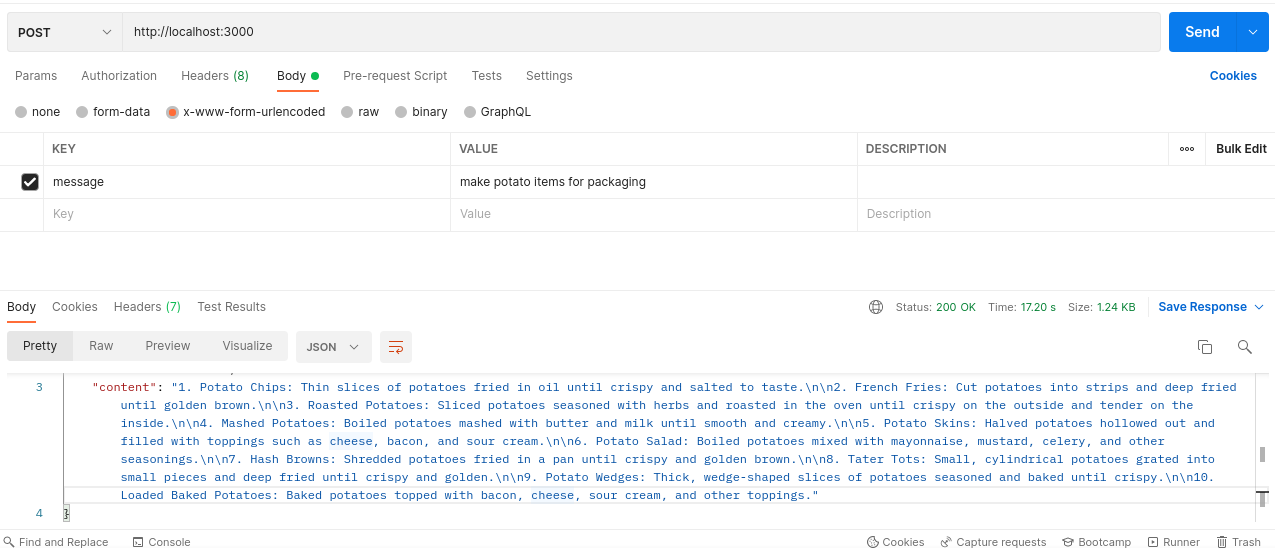 POST http://localhost:3000 Send
Params Authorization Headers (8) Body Pre-request Script Tests Settings Cookies
none form-data x-www-form-urlencoded raw binary GraphQL
KEY VALUE DESCRIPTION Bulk Edit
message make potato items for packaging
Key Value Description
Body Cookies Headers (7) Test Results Status: 200 OK Time: 17.20 s Size: 1.24 KB Save Response
Pretty Raw Preview Visualize JSON
3 "content": "1. Potato Chips: Thin slices of potatoes fried in oil until crispy and salted to taste.\n\n2. French Fries: Cut potatoes into strips and deep fried
until golden brown.\n\n3. Roasted Potatoes: Sliced potatoes seasoned with herbs and roasted in the oven until crispy on the outside and tender on the
inside.\n\n4. Mashed Potatoes: Boiled potatoes mashed with butter and milk until smooth and creamy.\n\n5. Potato Skins: Halved potatoes hollowed out and
filled with toppings such as cheese, bacon, and sour cream.\n\n6. Potato Salad: Boiled potatoes mixed with mayonnaise, mustard, celery, and other
seasonings.\n\n7. Hash Browns: Shredded potatoes fried in a pan until crispy and golden brown.\n\n8. Tater Tots: Small, cylindrical potatoes grated into
small pieces and deep fried until crispy and golden.\n\n9. Potato Wedges: Thick, wedge-shaped slices of potatoes seasoned and baked until crispy.\n\n10.
Loaded Baked Potatoes: Baked potatoes topped with bacon, cheese, sour cream, and other toppings."
4 }
Find and Replace Console Cookies Capture requests Bootcamp Runner Trash